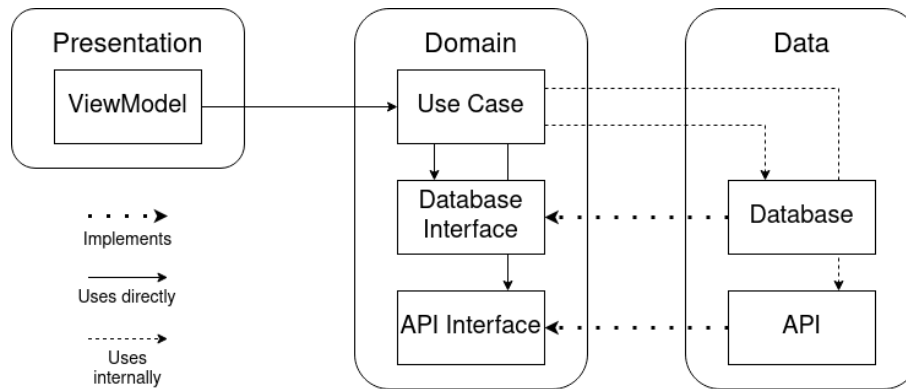 Presentation
ViewModel
Domain
Use Case
Database
Interface
API Interface
Data
Database
API
Implements
Uses directly
Uses
internally